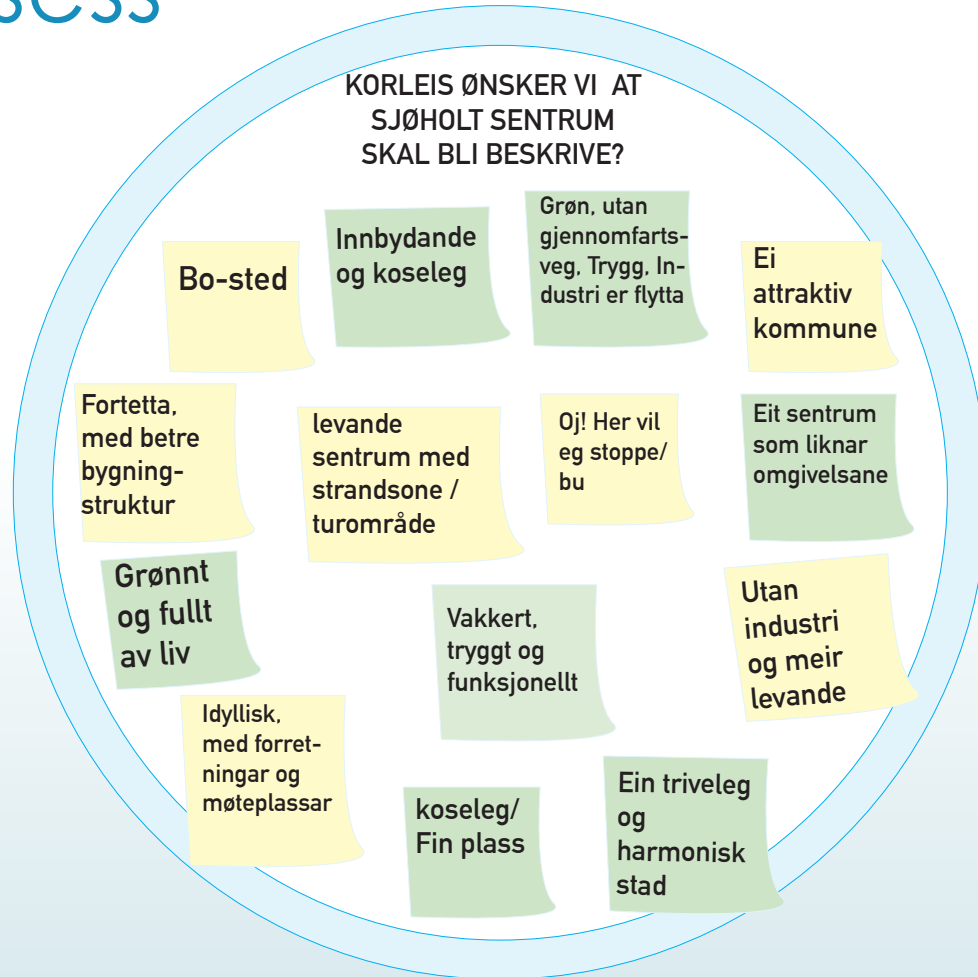 sess
KORLEIS ØNSKER VI AT
SJØHOLT SENTRUM
SKAL BLI BESKRIVE?
Bo-sted
Innbydande
og koseleg
Grøn, utan
gjennomfarts-
veg, Trygg, In-
dustri er flytta
Ei
attraktiv
kommune
Fortetta,
med betre
bygning-
struktur
levande
sentrum med
strandsone /
turområde
Oj! Her vil
eg stoppe/
bu
Eit sentrum
som liknar
omgivelsane
Grønnt
og fullt
av liv
Vakkert,
tryggt og
funksjonellt
Utan
industri
og meir
levande
Idyllisk,
med forret-
ningar og
møteplassar
koseleg/
Fin plass
Ein triveleg
og
harmonisk
stad